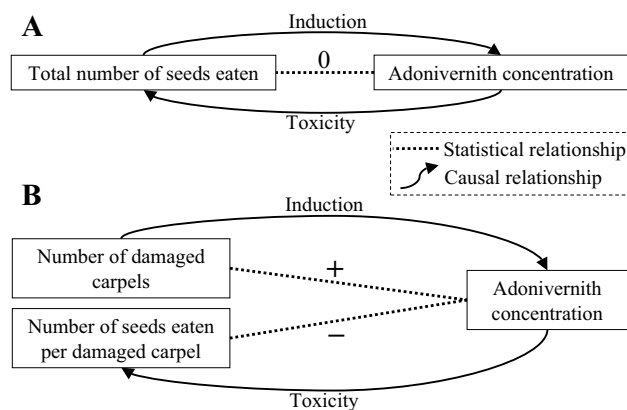 A
Induction
Total number of seeds eaten
0
Adonivernith concentration
Toxicity
Statistical relationship
Causal relationship
B
Induction
Number of damaged
carpels
+
Adonivernith
concentration
Number of seeds eaten
per damaged carpel
−
Toxicity